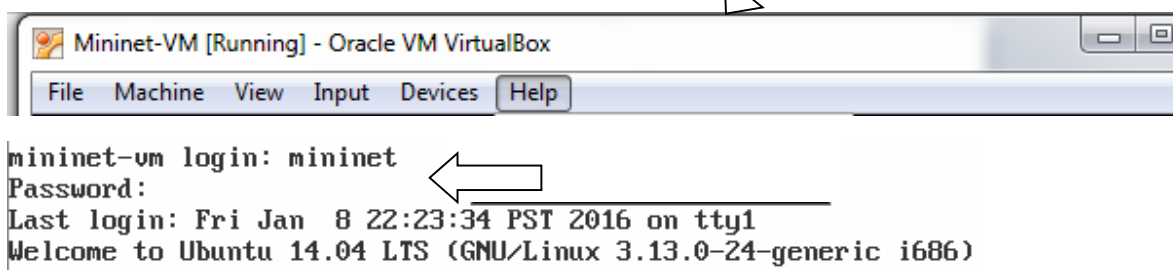 Mininet-VM [Running] - Oracle VM VirtualBox
File Machine View Input Devices Help
mininet-vm login: mininet
Password:
Last login: Fri Jan  8 22:23:34 PST 2016 on tty1
Welcome to Ubuntu 14.04 LTS (GNU/Linux 3.13.0-24-generic i686)